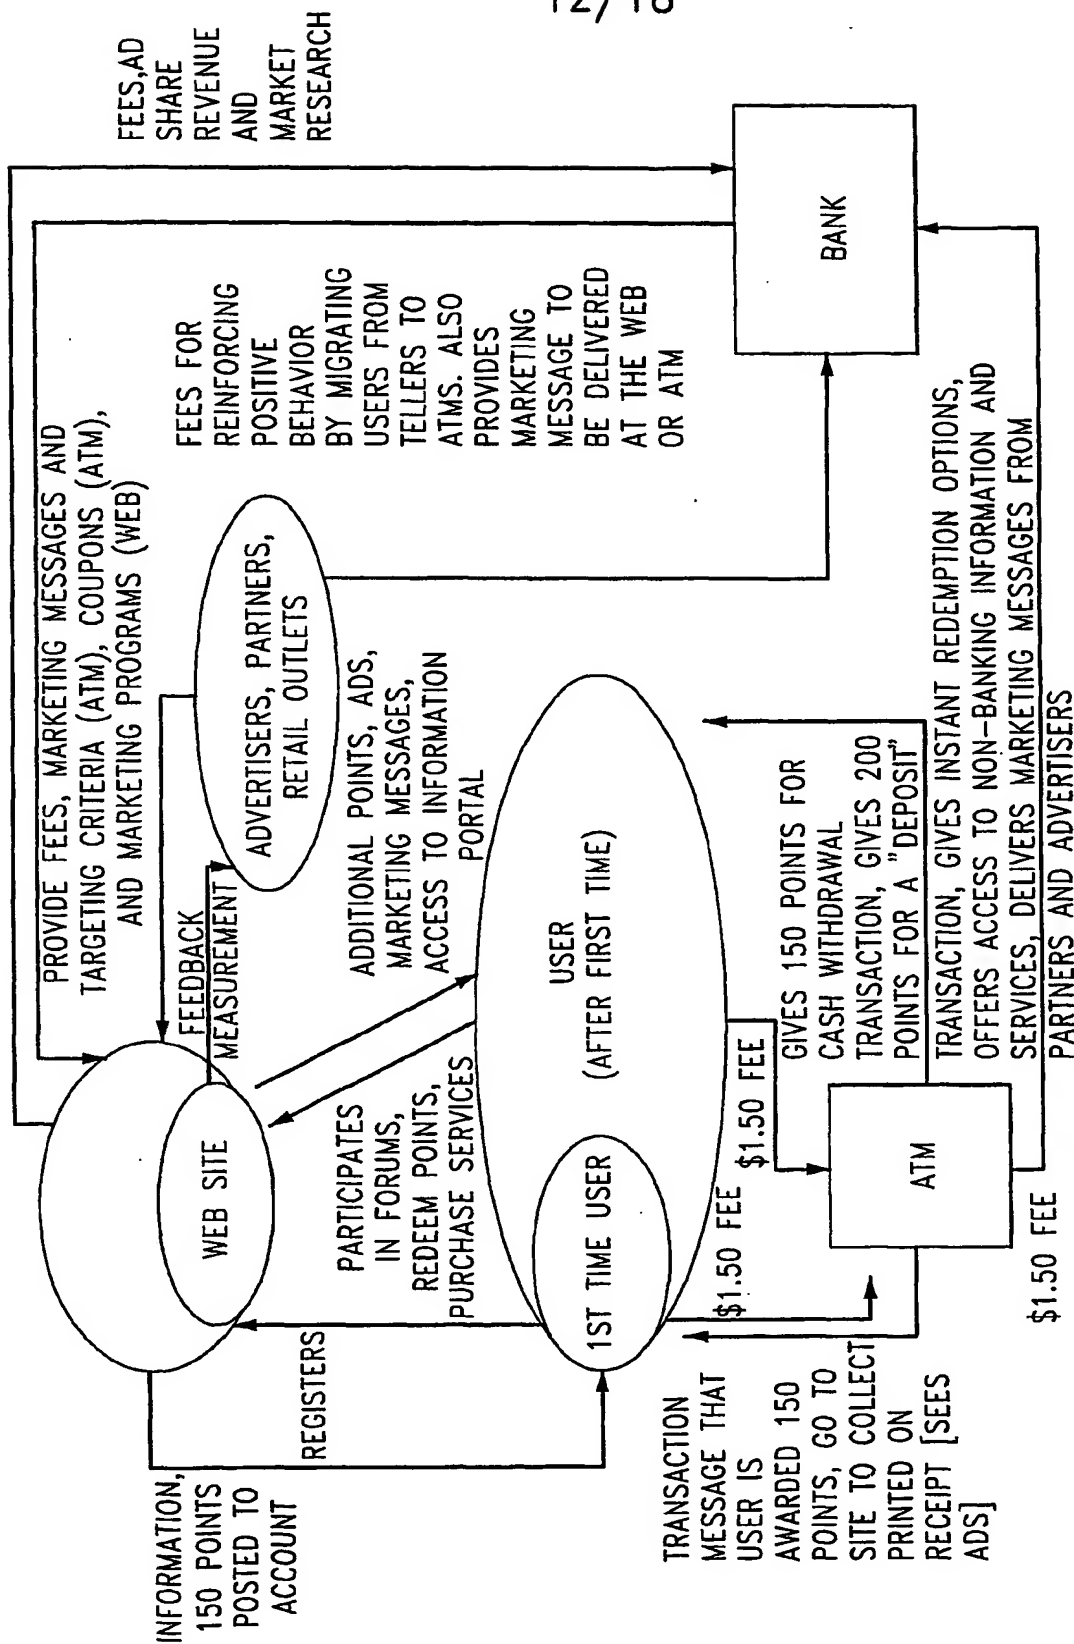 12/18
FEES,AD
SHARE
REVENUE
AND
MARKET
RESEARCH
PROVIDE FEES, MARKETING MESSAGES AND
TARGETING CRITERIA (ATM), COUPONS (ATM),
AND MARKETING PROGRAMS (WEB)
FEES FOR
REINFORCING
POSITIVE
BEHAVIOR
BY MIGRATING
USERS FROM
TELLERS TO
ATMS. ALSO
PROVIDES
MARKETING
MESSAGE TO
BE DELIVERED
AT THE WEB
OR ATM
BANK
ADVERTISERS, PARTNERS,
RETAIL OUTLETS
FEEDBACK
MEASUREMENT
WEB SITE
ADDITIONAL POINTS, ADS,
MARKETING MESSAGES,
ACCESS TO INFORMATION
PORTAL
PARTICIPATES
IN FORUMS,
REDEEM POINTS,
PURCHASE SERVICES
INFORMATION,
150 POINTS
POSTED TO
ACCOUNT
REGISTERS
1ST TIME USER
USER
(AFTER FIRST TIME)
$1.50 FEE
$1.50 FEE
GIVES 150 POINTS FOR
CASH WITHDRAWAL
TRANSACTION, GIVES 200
POINTS FOR A "DEPOSIT"
TRANSACTION, GIVES INSTANT REDEMPTION OPTIONS,
OFFERS ACCESS TO NON-BANKING INFORMATION AND
SERVICES, DELIVERS MARKETING MESSAGES FROM
PARTNERS AND ADVERTISERS
ATM
$1.50 FEE
TRANSACTION
MESSAGE THAT
USER IS
AWARDED 150
POINTS, GO TO
SITE TO COLLECT
PRINTED ON
RECEIPT [SEES
ADS]